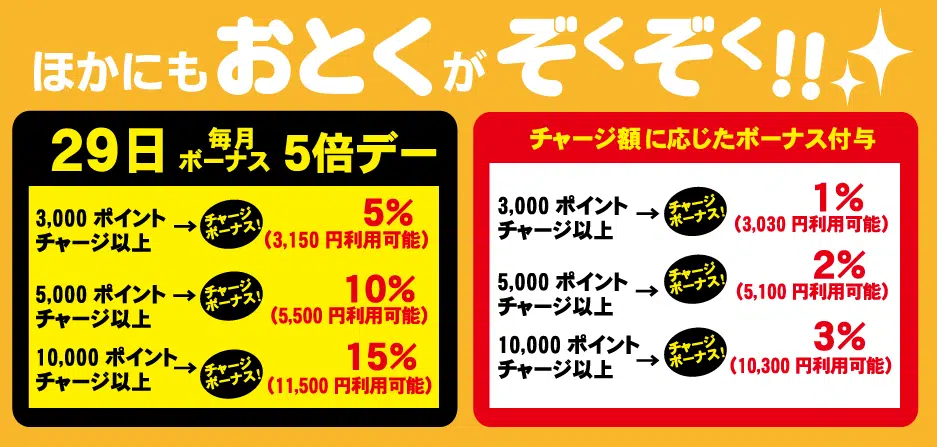 ほかにもおとくがぞくぞく!!
29日 毎月ボーナス 5倍デー
3,000 ポイント
チャージ以上
→
チャージ
ボーナス!
5%
(3,150 円利用可能)
5,000 ポイント
チャージ以上
→
チャージ
ボーナス!
10%
(5,500 円利用可能)
10,000 ポイント
チャージ以上
→
チャージ
ボーナス!
15%
(11,500 円利用可能)
チャージ額に応じたボーナス付与
3,000 ポイント
チャージ以上
→
チャージ
ボーナス!
1%
(3,030 円利用可能)
5,000 ポイント
チャージ以上
→
チャージ
ボーナス!
2%
(5,100 円利用可能)
10,000 ポイント
チャージ以上
→
チャージ
ボーナス!
3%
(10,300 円利用可能)